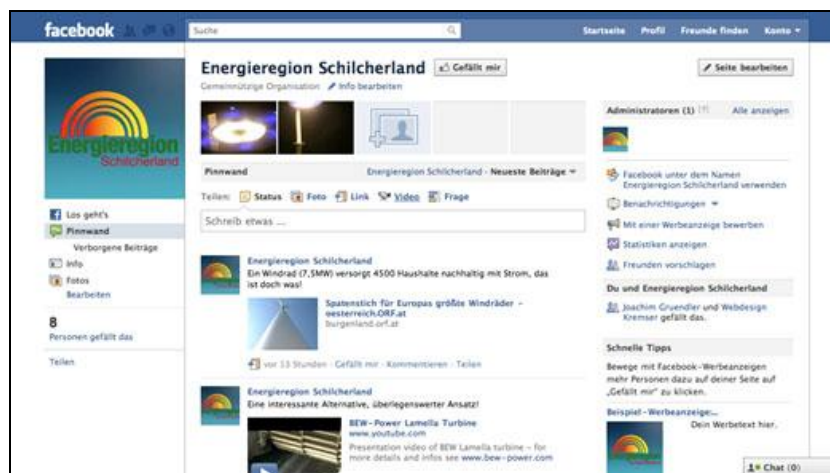 facebook
Suche
Startseite Profil Freunde finden Konto
Energieregion
Schilcherland
Los geht's
Pinnwand
Verborgene Beiträge
Info
Fotos
Bearbeiten
8
Personen gefällt das
Teilen
Energieregion Schilcherland Gefällt mir
Gemeinnützige Organisation Info bearbeiten
Pinnwand Energieregion Schilcherland · Neueste Beiträge
Teilen: Status Foto Link Video Frage
Schreib etwas ...
Energieregion Schilcherland
Ein Windrad (7,5MW) versorgt 4500 Haushalte nachhaltig mit Strom, das
ist doch was!
Spatenstich für Europas größte Windräder -
oesterreich.ORF.at
burgenland.orf.at
vor 13 Stunden · Gefällt mir · Kommentieren · Teilen
Energieregion Schilcherland
Eine interessante Alternative, überlegenswerter Ansatz!
BEW-Power Lamella Turbine
www.youtube.com
Presentation video of BEW Lamella turbine - for
more details and infos see www.bew-power.com
Seite bearbeiten
Administratoren (1) [?] Alle anzeigen
Facebook unter dem Namen
Energieregion Schilcherland verwenden
Benachrichtigungen
Mit einer Werbeanzeige bewerben
Statistiken anzeigen
Freunden vorschlagen
Du und Energieregion Schilcherland
Joachim Gruendler und Webdesign
Kremser gefällt das.
Schnelle Tipps
Bewege mit Facebook-Werbeanzeigen
mehr Personen dazu auf deiner Seite auf
„Gefällt mir" zu klicken.
Beispiel-Werbeanzeige...
Dein Werbetext hier.
Chat (0)